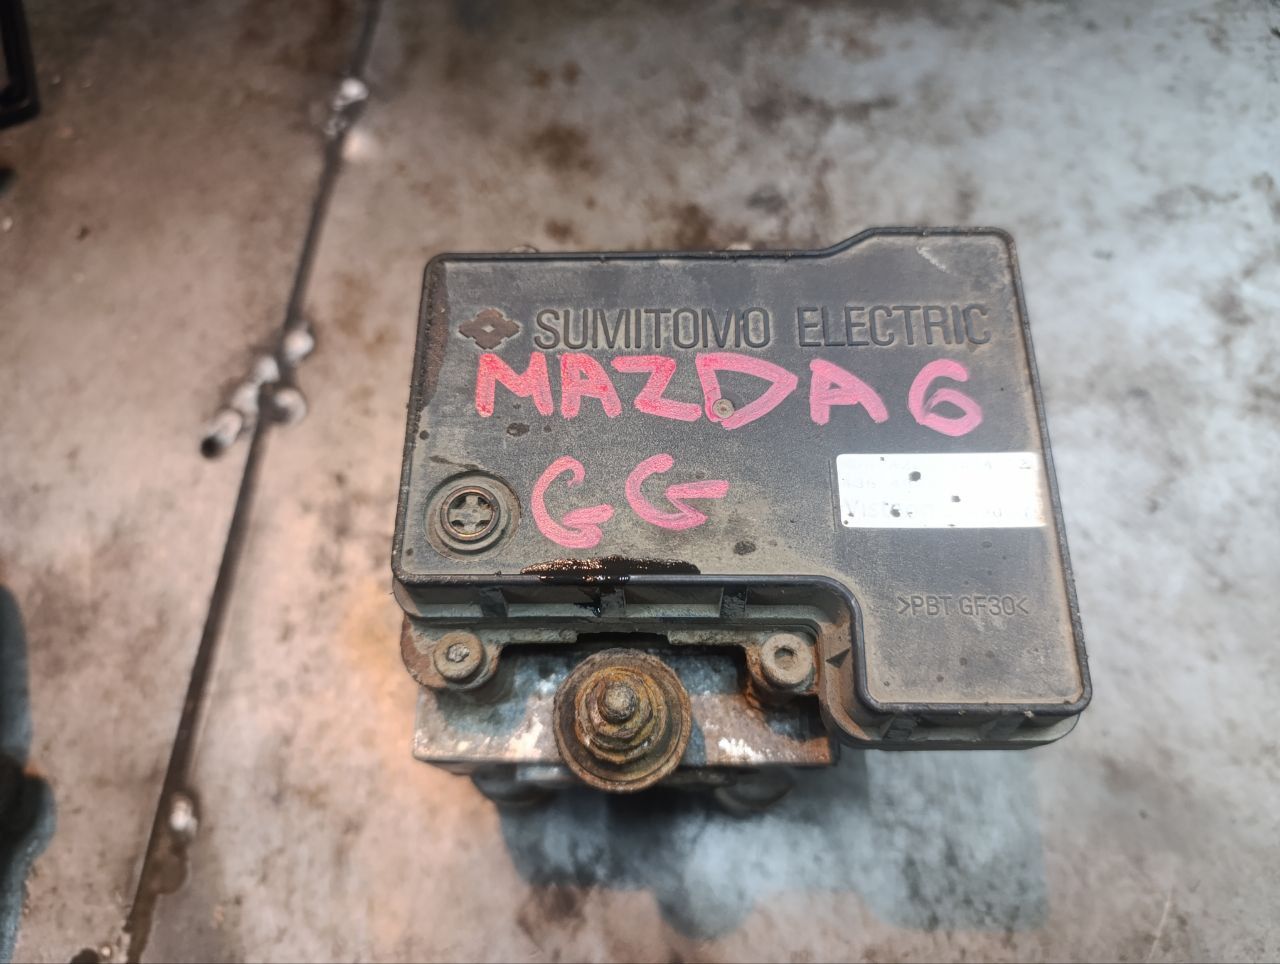 SUMITOMO ELECTRIC
MAZDA 6
GG
>PBT GF30<